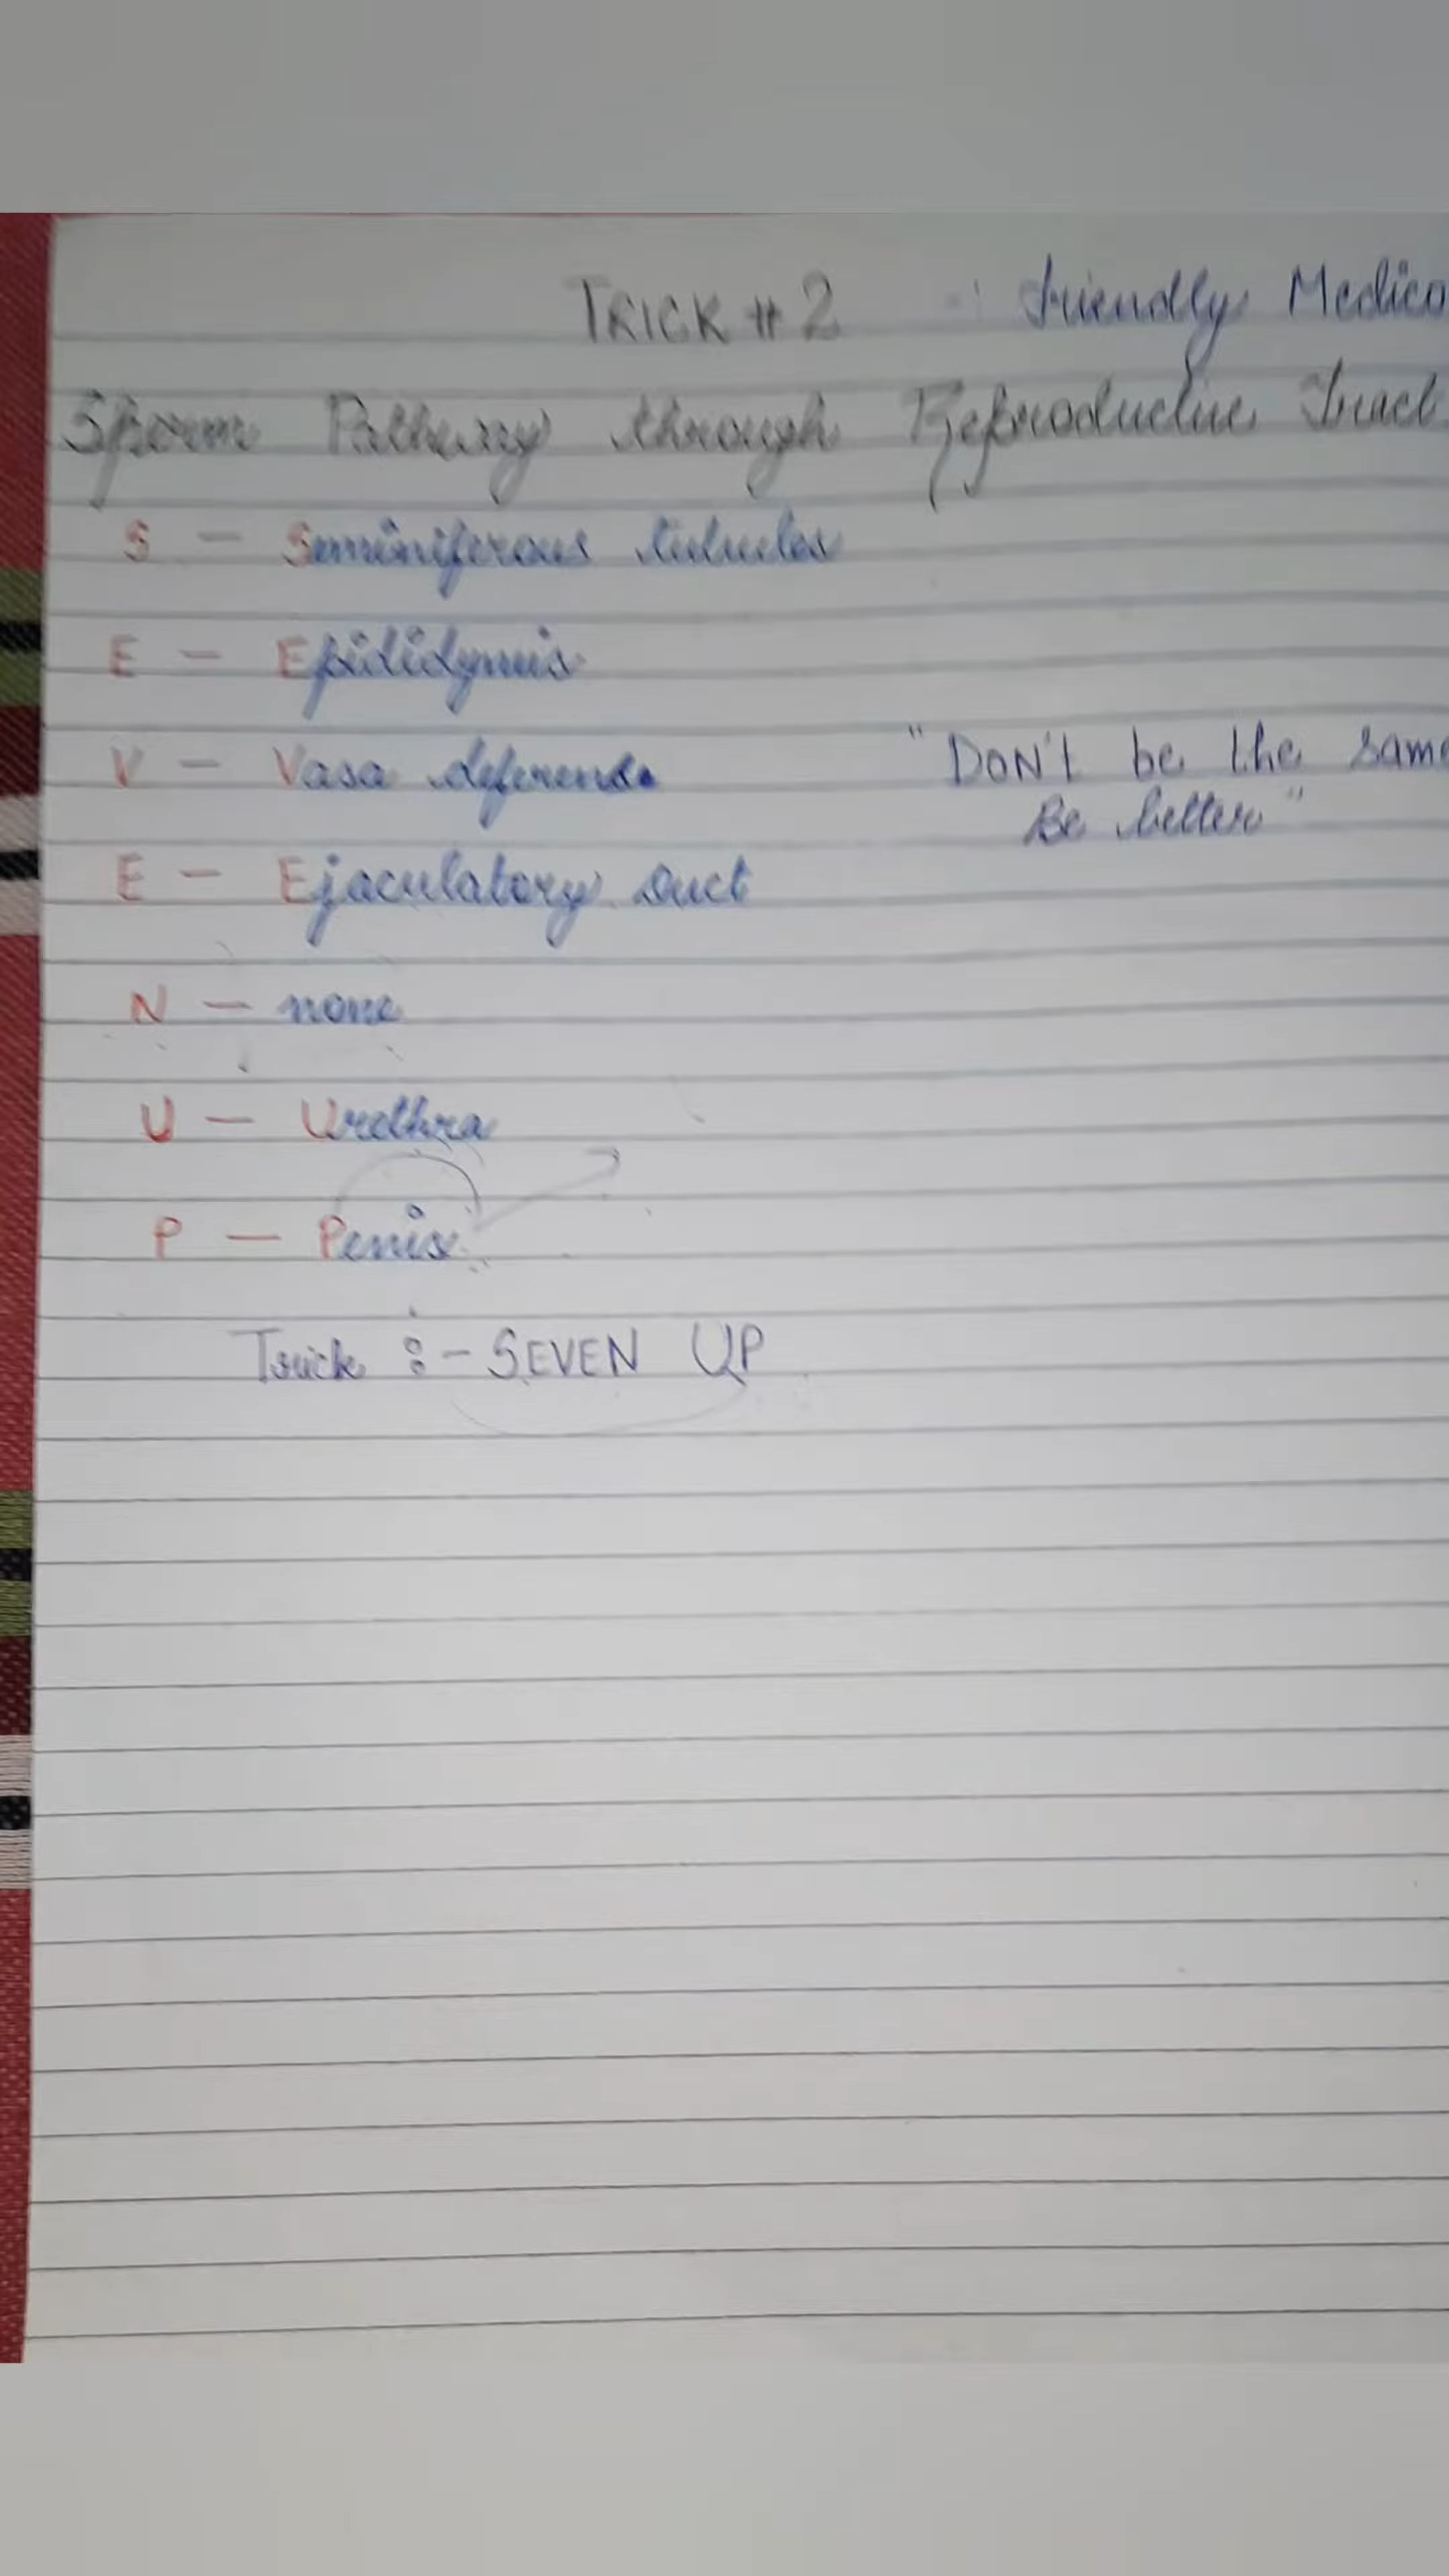 TRICK # 2 : friendly Medico
Sperm Pathway through Reproductive Tract
S — Seminiferous tubules
E — Epididymis
V — Vasa deferens
E — Ejaculatory Duct
N — none
U — Urethra
P — Penis
"DON'T be the same
Be better"
Trick :- SEVEN UP